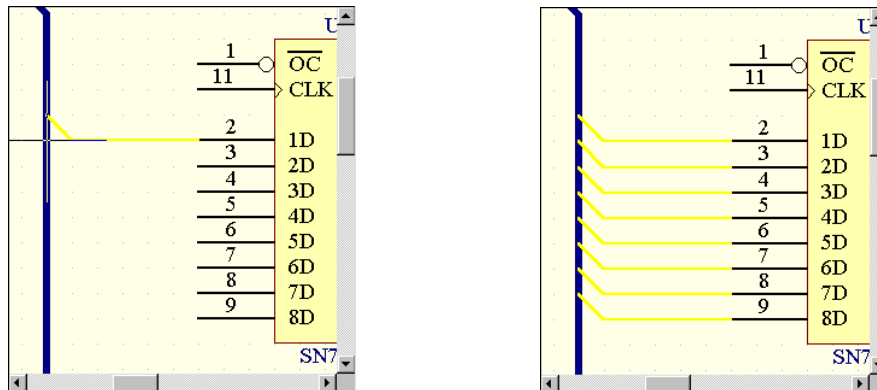 U
1 OC
11 CLK
2 1D
3 2D
4 3D
5 4D
6 5D
7 6D
8 7D
9 8D
SN7
U
1 OC
11 CLK
2 1D
3 2D
4 3D
5 4D
6 5D
7 6D
8 7D
9 8D
SN7